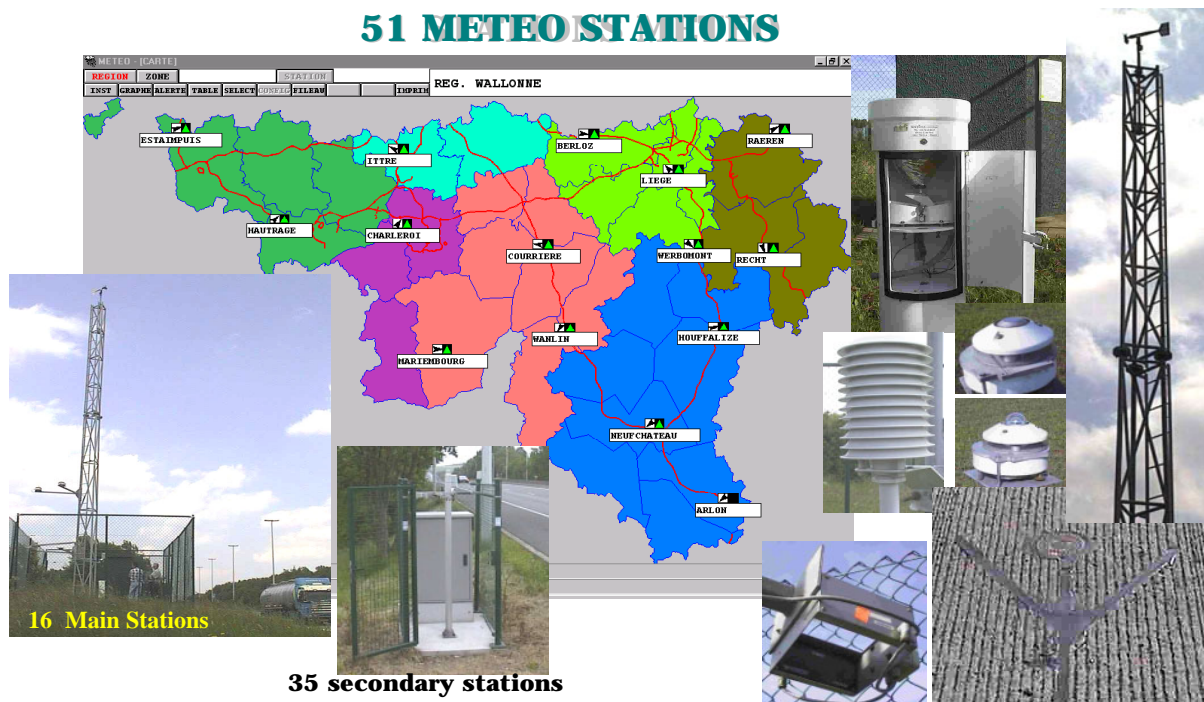 51 METEO STATIONS
METEO - [CARTE]
REGION ZONE STATION
REG. WALLONNE
INST GRAPHE ALERTE TABLE SELECT CONFIG FILEAU IMPRIM
ESTAIMPUIS
BERLOZ
RAEREN
ITTRE
LIEGE
HAUTRAGE
CHARLEROI
COURRIERE
WERBOMONT
RECHT
WANLIN
HOUFFALIZE
MARIEMBOURG
NEUFCHATEAU
ARLON
16 Main Stations
35 secondary stations